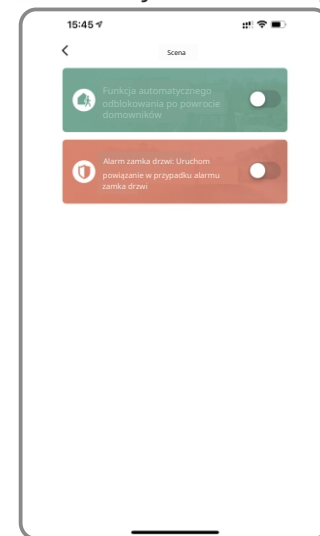 15:45
Scena
Funkcja automatycznego
odblokowania po powrocie
domowników
Alarm zamka drzwi: Uruchom
powiązanie w przypadku alarmu
zamka drzwi